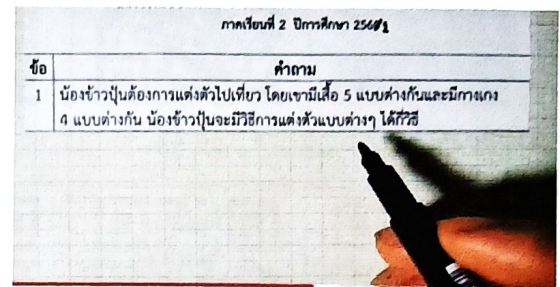 ภาคเรียนที่ 2 ปีการศึกษา 2561
ข้อ คำถาม
1 น้องข้าวปุ้นต้องการแต่งตัวไปเที่ยว โดยเขามีเสื้อ 5 แบบต่างกันและมีกางเกง
4 แบบต่างกัน น้องข้าวปุ้นจะมีวิธีการแต่งตัวแบบต่างๆ ได้กี่วิธี